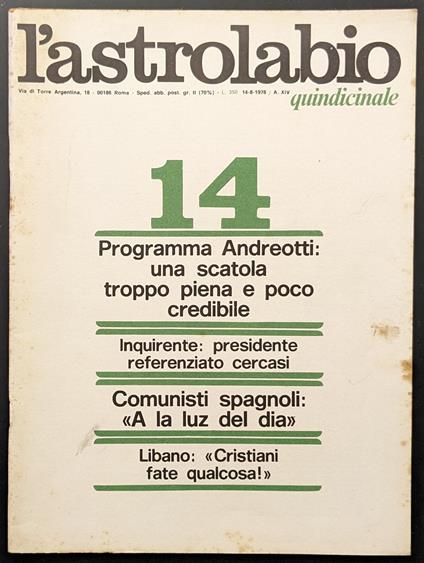 l'astrolabio
Via di Torre Argentina, 18 - 00186 Roma - Sped. abb. post. gr. II (70%) - L. 350 14-8-1976 / A. XIV
quindicinale
14
Programma Andreotti:
una scatola
troppo piena e poco
credibile
Inquirente: presidente
referenziato cercasi
Comunisti spagnoli:
«A la luz del dia»
Libano: «Cristiani
fate qualcosa!»